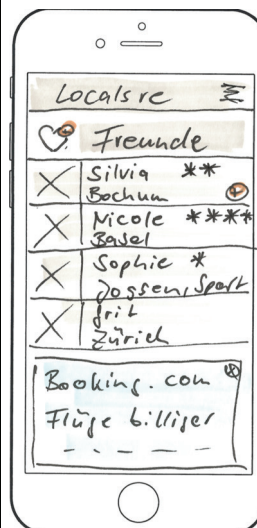 Localsre
Freunde
Silvia **
Bochum
Nicole ****
Basel
Sophie *
Joggen, Sport
Grit
Zürich
Booking.com
Flüge billiger